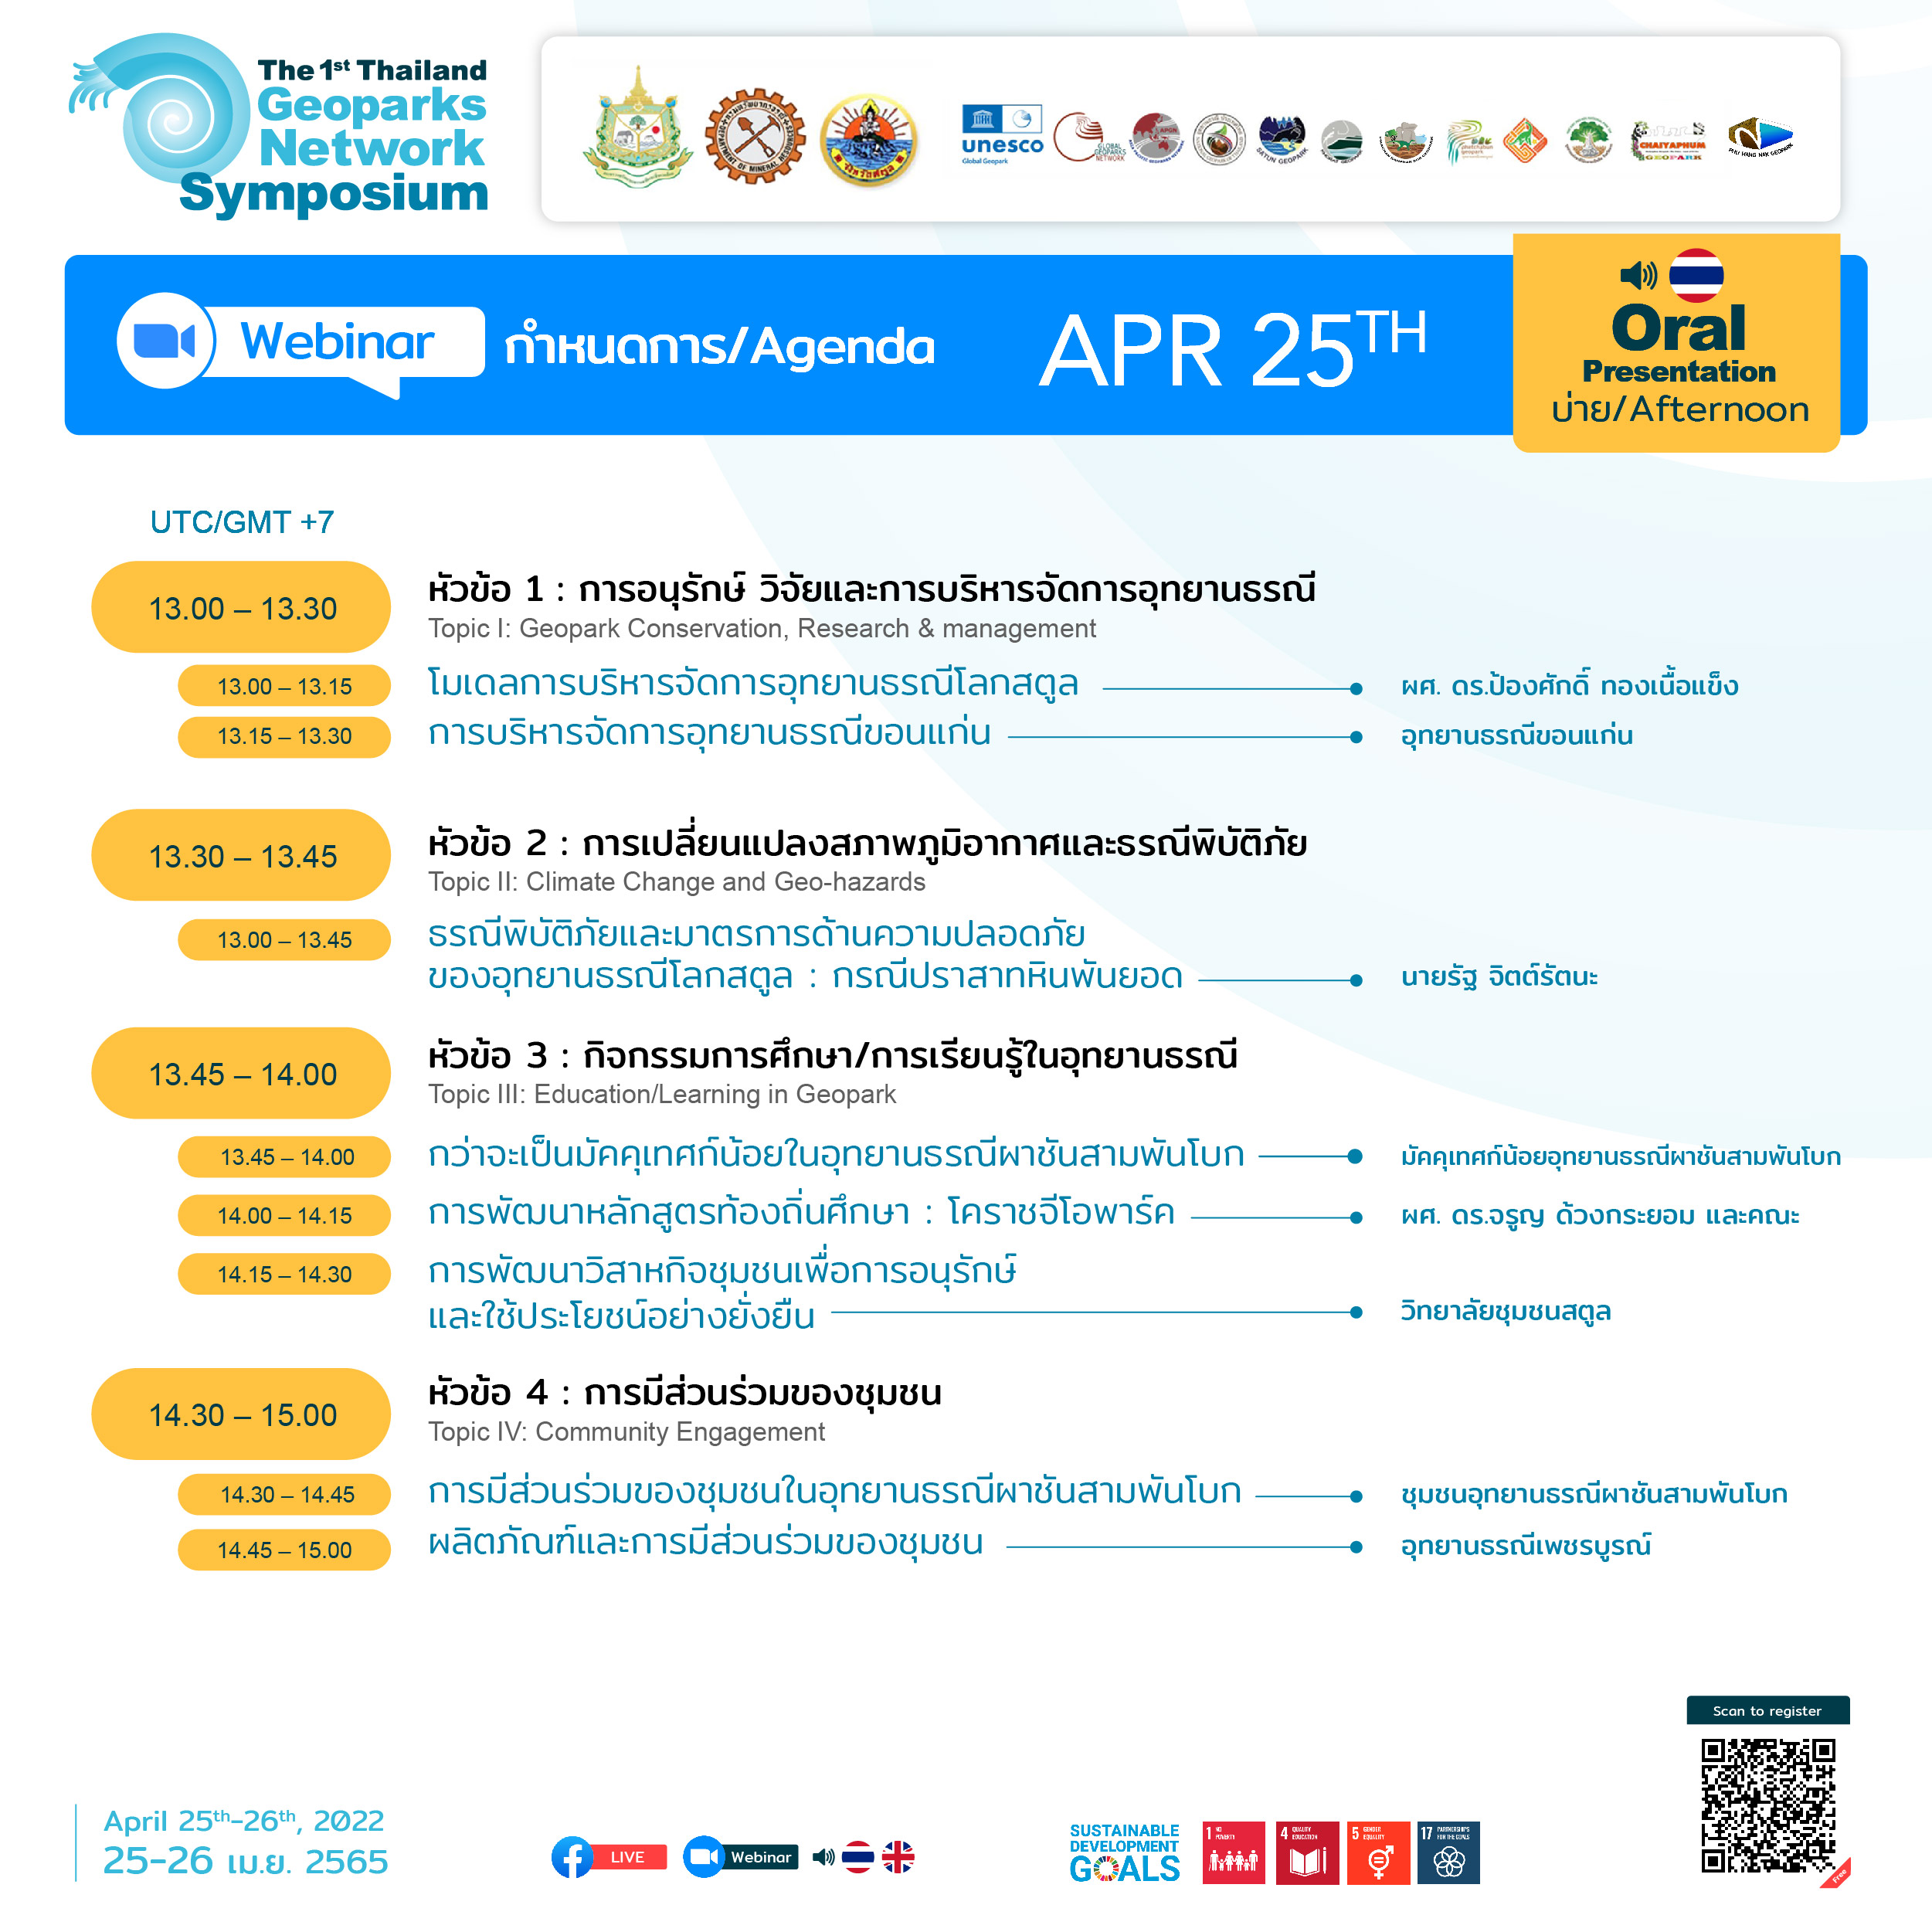 The 1st Thailand
Geoparks
Network
Symposium
DEPARTMENT OF MINERAL RESOURCES
จังหวัดสตูล
unesco
Global Geopark
GLOBAL
GEOPARKS
NETWORK
APGN
SATUN GEOPARK
CHAIYAPHUM
GEOPARK
Webinar
กำหนดการ/Agenda
APR 25TH
Oral
Presentation
บ่าย/Afternoon
UTC/GMT +7
13.00 – 13.30
หัวข้อ 1 : การอนุรักษ์ วิจัยและการบริหารจัดการอุทยานธรณี
Topic I: Geopark Conservation, Research & management
13.00 – 13.15 โมเดลการบริหารจัดการอุทยานธรณีโลกสตูล ผศ. ดร.ป้องศักดิ์ ทองเนื้อแข็ง
13.15 – 13.30 การบริหารจัดการอุทยานธรณีขอนแก่น อุทยานธรณีขอนแก่น
13.30 – 13.45
หัวข้อ 2 : การเปลี่ยนแปลงสภาพภูมิอากาศและธรณีพิบัติภัย
Topic II: Climate Change and Geo-hazards
13.00 – 13.45 ธรณีพิบัติภัยและมาตรการด้านความปลอดภัย
ของอุทยานธรณีโลกสตูล : กรณีปราสาทหินพันยอด นายรัฐ จิตต์รัตนะ
13.45 – 14.00
หัวข้อ 3 : กิจกรรมการศึกษา/การเรียนรู้ในอุทยานธรณี
Topic III: Education/Learning in Geopark
13.45 – 14.00 กว่าจะเป็นมัคคุเทศก์น้อยในอุทยานธรณีผาชันสามพันโบก มัคคุเทศก์น้อยอุทยานธรณีผาชันสามพันโบก
14.00 – 14.15 การพัฒนาหลักสูตรท้องถิ่นศึกษา : โคราชจีโอพาร์ค ผศ. ดร.จรูญ ด้วงกระยอม และคณะ
14.15 – 14.30 การพัฒนาวิสาหกิจชุมชนเพื่อการอนุรักษ์
และใช้ประโยชน์อย่างยั่งยืน วิทยาลัยชุมชนสตูล
14.30 – 15.00
หัวข้อ 4 : การมีส่วนร่วมของชุมชน
Topic IV: Community Engagement
14.30 – 14.45 การมีส่วนร่วมของชุมชนในอุทยานธรณีผาชันสามพันโบก ชุมชนอุทยานธรณีผาชันสามพันโบก
14.45 – 15.00 ผลิตภัณฑ์และการมีส่วนร่วมของชุมชน อุทยานธรณีเพชรบูรณ์
Scan to register
Free
April 25th-26th, 2022
25-26 เม.ย. 2565
LIVE
Webinar
SUSTAINABLE
DEVELOPMENT
GOALS
1 NO POVERTY
4 QUALITY EDUCATION
5 GENDER EQUALITY
17 PARTNERSHIPS FOR THE GOALS